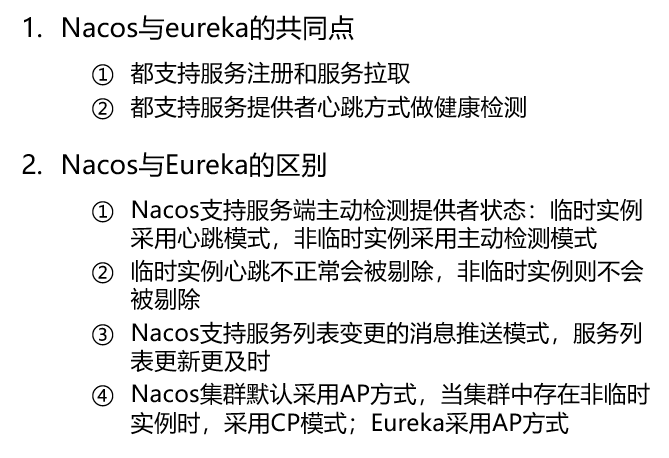 1. Nacos与eureka的共同点
① 都支持服务注册和服务拉取
② 都支持服务提供者心跳方式做健康检测
2. Nacos与Eureka的区别
① Nacos支持服务端主动检测提供者状态：临时实例
采用心跳模式，非临时实例采用主动检测模式
② 临时实例心跳不正常会被剔除，非临时实例则不会
被剔除
③ Nacos支持服务列表变更的消息推送模式，服务列
表更新更及时
④ Nacos集群默认采用AP方式，当集群中存在非临时
实例时，采用CP模式；Eureka采用AP方式